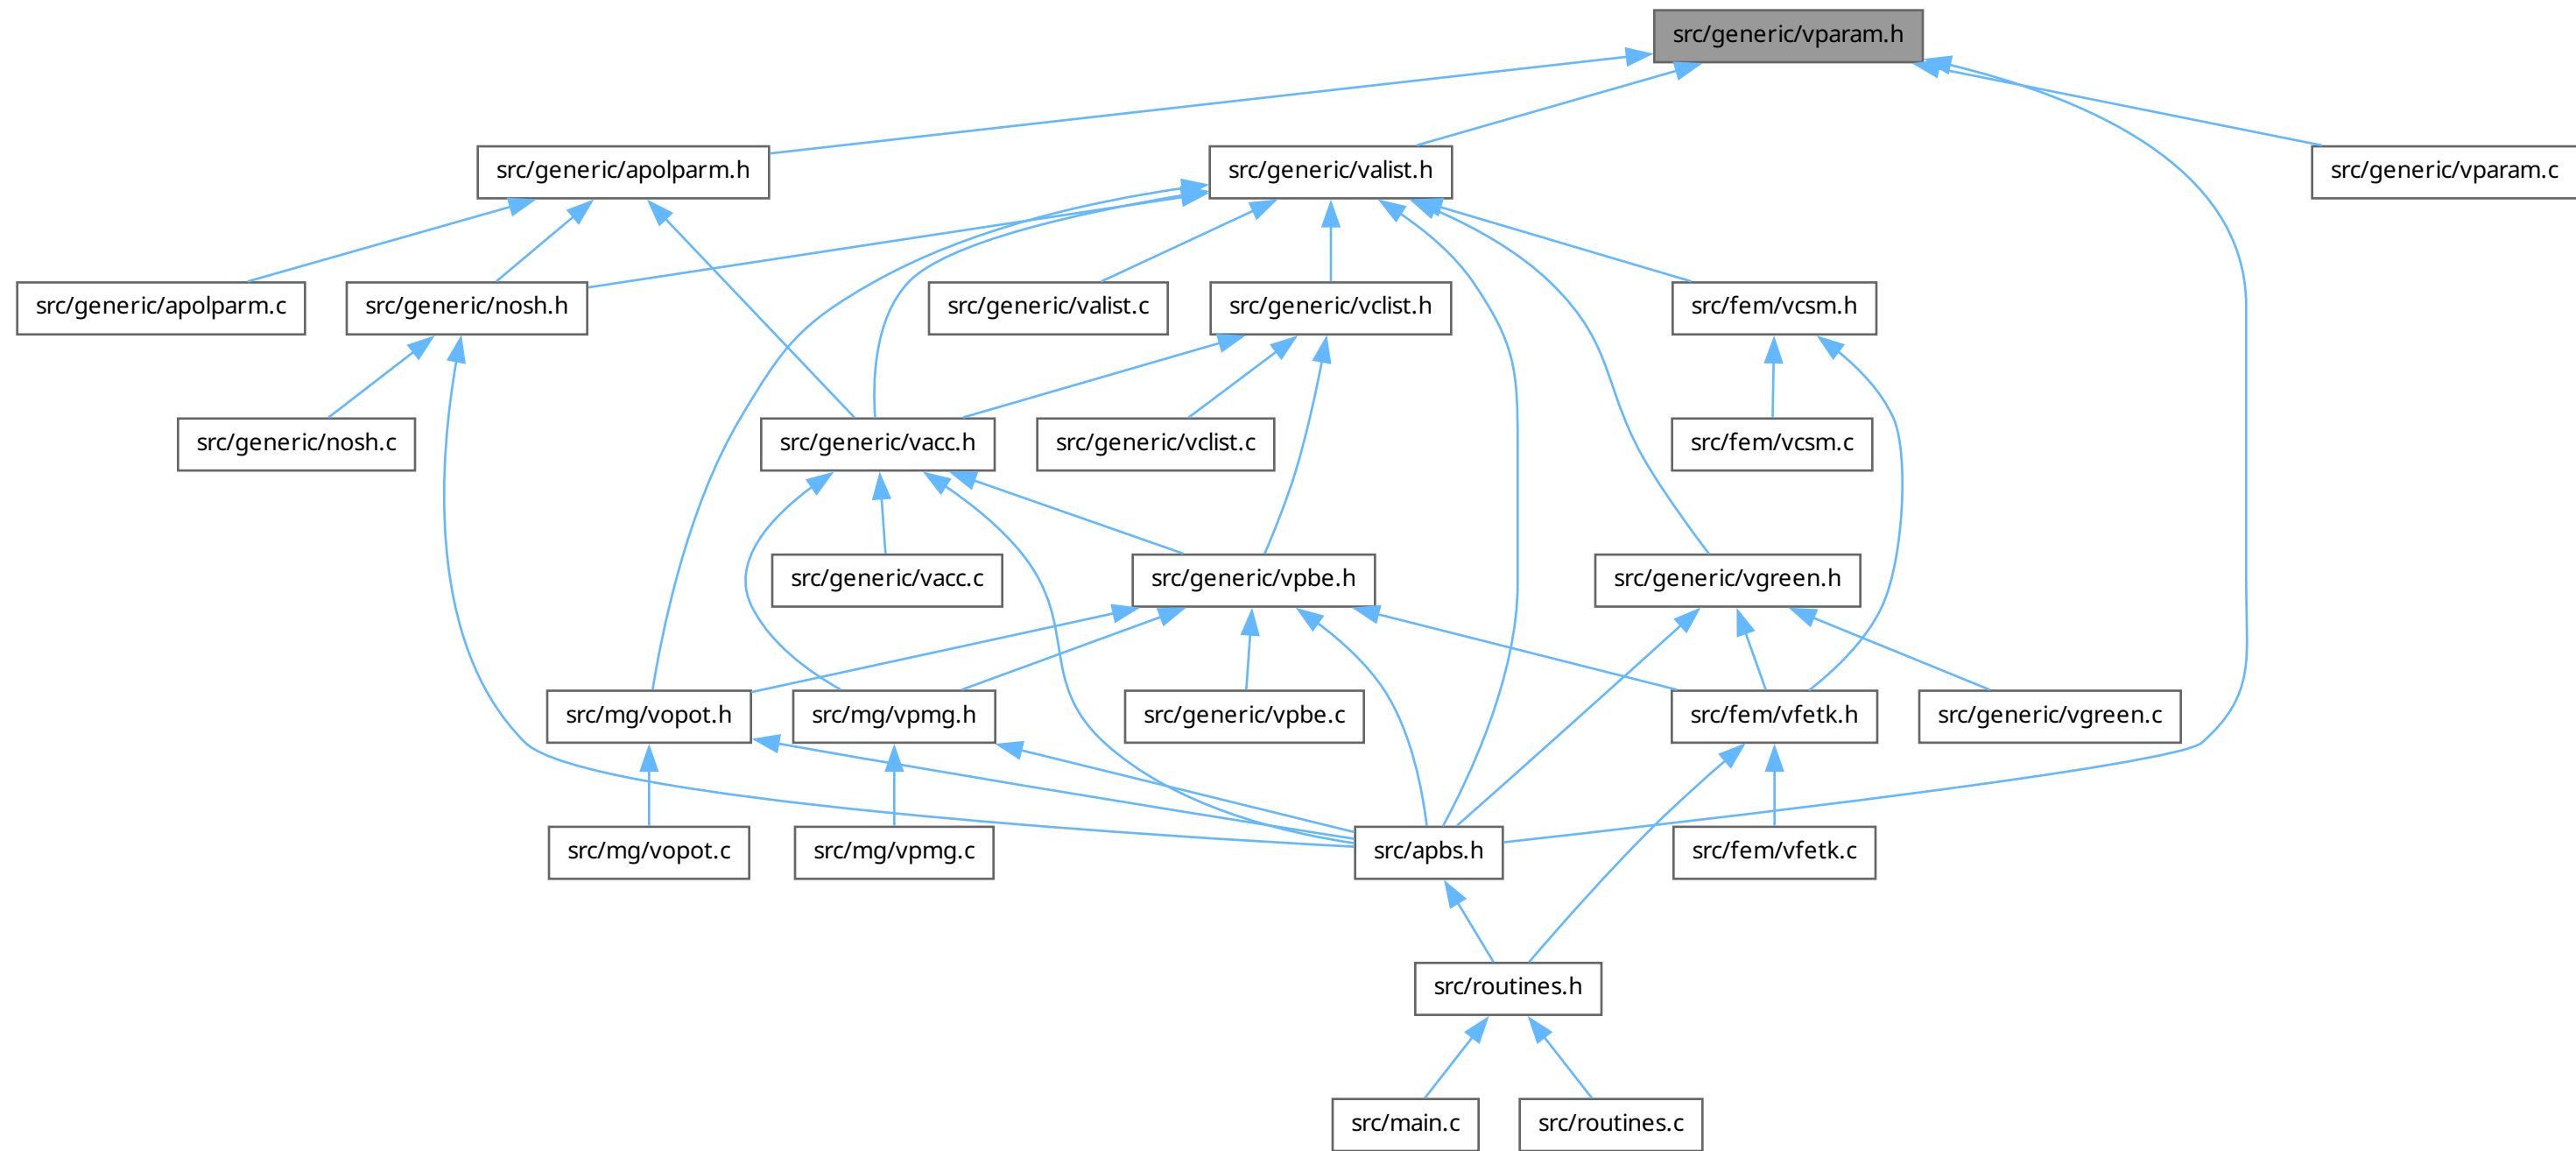 src/generic/vparam.h
src/generic/apolparm.h
src/generic/valist.h
src/generic/vparam.c
src/generic/apolparm.c
src/generic/nosh.h
src/generic/valist.c
src/generic/vclist.h
src/fem/vcsm.h
src/generic/nosh.c
src/generic/vacc.h
src/generic/vclist.c
src/fem/vcsm.c
src/generic/vacc.c
src/generic/vpbe.h
src/generic/vgreen.h
src/mg/vopot.h
src/mg/vpmg.h
src/generic/vpbe.c
src/fem/vfetk.h
src/generic/vgreen.c
src/mg/vopot.c
src/mg/vpmg.c
src/apbs.h
src/fem/vfetk.c
src/routines.h
src/main.c
src/routines.c